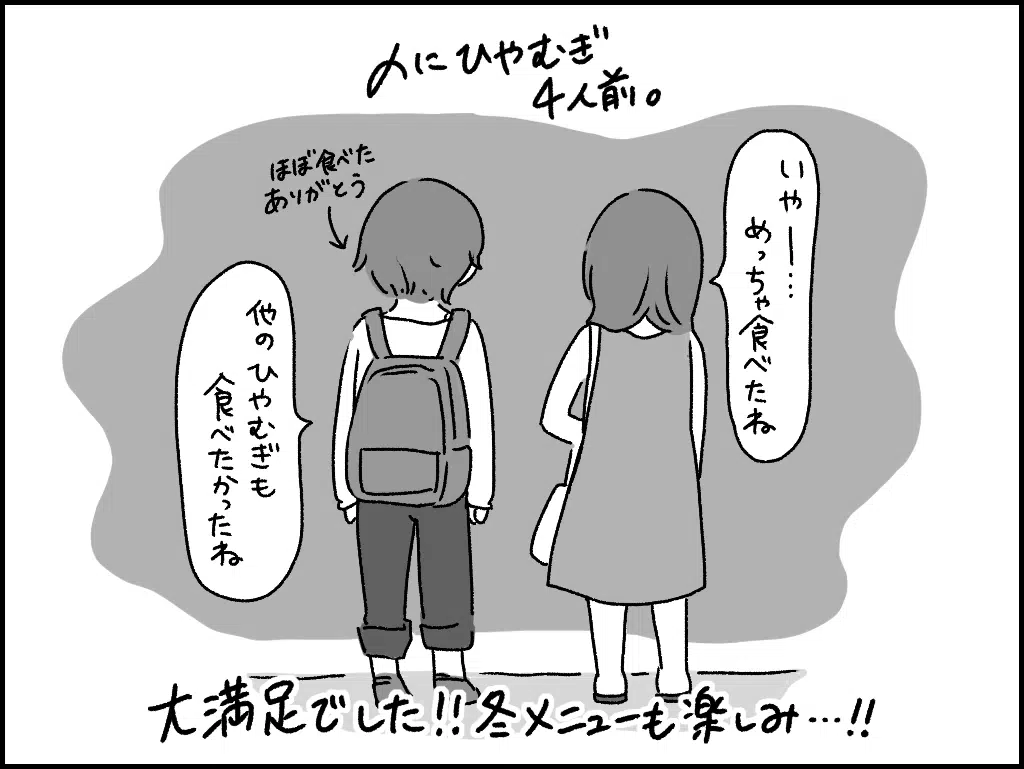 〆にひやむぎ
4人前。
いやー…
めっちゃ食べたね
ほぼ食べた
ありがとう
他のひやむぎも
食べたかったね
大満足でした!!冬メニューも楽しみ…!!